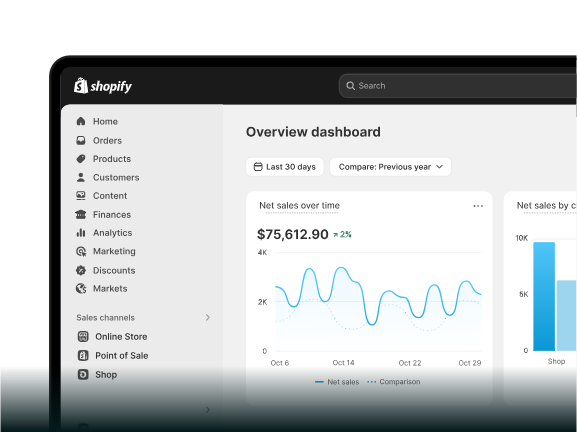 shopify
Search
Home
Orders
Products
Customers
Content
Finances
Analytics
Marketing
Discounts
Markets
Sales channels
Online Store
Point of Sale
Shop
Overview dashboard
Last 30 days
Compare: Previous year
Net sales over time
$75,612.90 2%
4K
2K
0
Oct 6 Oct 14 Oct 22 Oct 29
Net sales Comparison
Net sales by c
10K
5K
0
Shop